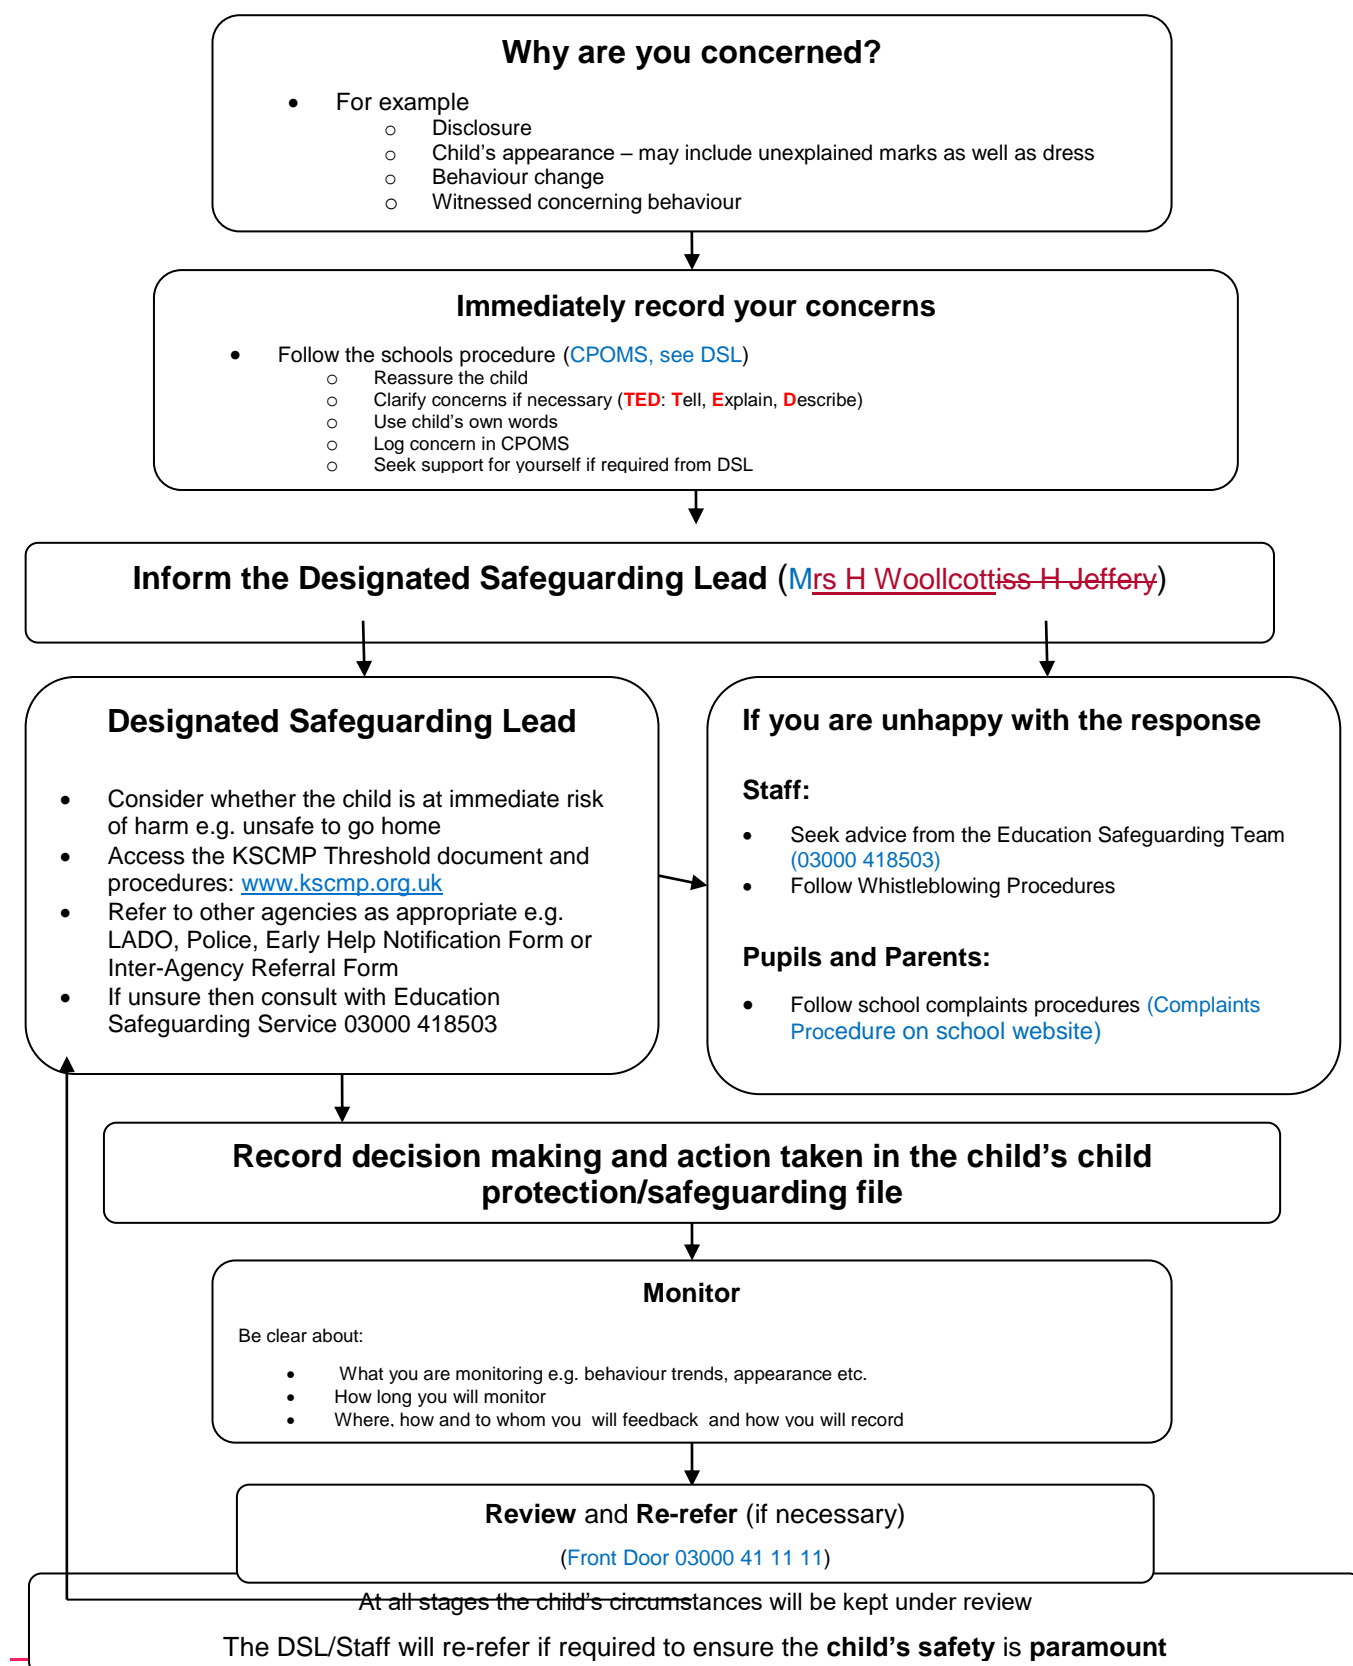 Why are you concerned?
• For example
o Disclosure
o Child's appearance – may include unexplained marks as well as dress
o Behaviour change
o Witnessed concerning behaviour
Immediately record your concerns
• Follow the schools procedure (CPOMS, see DSL)
o Reassure the child
o Clarify concerns if necessary (TED: Tell, Explain, Describe)
o Use child's own words
o Log concern in CPOMS
o Seek support for yourself if required from DSL
Inform the Designated Safeguarding Lead (Mrs H Woollcottiss H Jeffery)
Designated Safeguarding Lead
• Consider whether the child is at immediate risk
of harm e.g. unsafe to go home
• Access the KSCMP Threshold document and
procedures: www.kscmp.org.uk
• Refer to other agencies as appropriate e.g.
LADO, Police, Early Help Notification Form or
Inter-Agency Referral Form
• If unsure then consult with Education
Safeguarding Service 03000 418503
If you are unhappy with the response
Staff:
• Seek advice from the Education Safeguarding Team
(03000 418503)
• Follow Whistleblowing Procedures
Pupils and Parents:
• Follow school complaints procedures (Complaints
Procedure on school website)
Record decision making and action taken in the child's child
protection/safeguarding file
Monitor
Be clear about:
• What you are monitoring e.g. behaviour trends, appearance etc.
• How long you will monitor
• Where, how and to whom you will feedback and how you will record
Review and Re-refer (if necessary)
(Front Door 03000 41 11 11)
At all stages the child's circumstances will be kept under review
The DSL/Staff will re-refer if required to ensure the child's safety is paramount